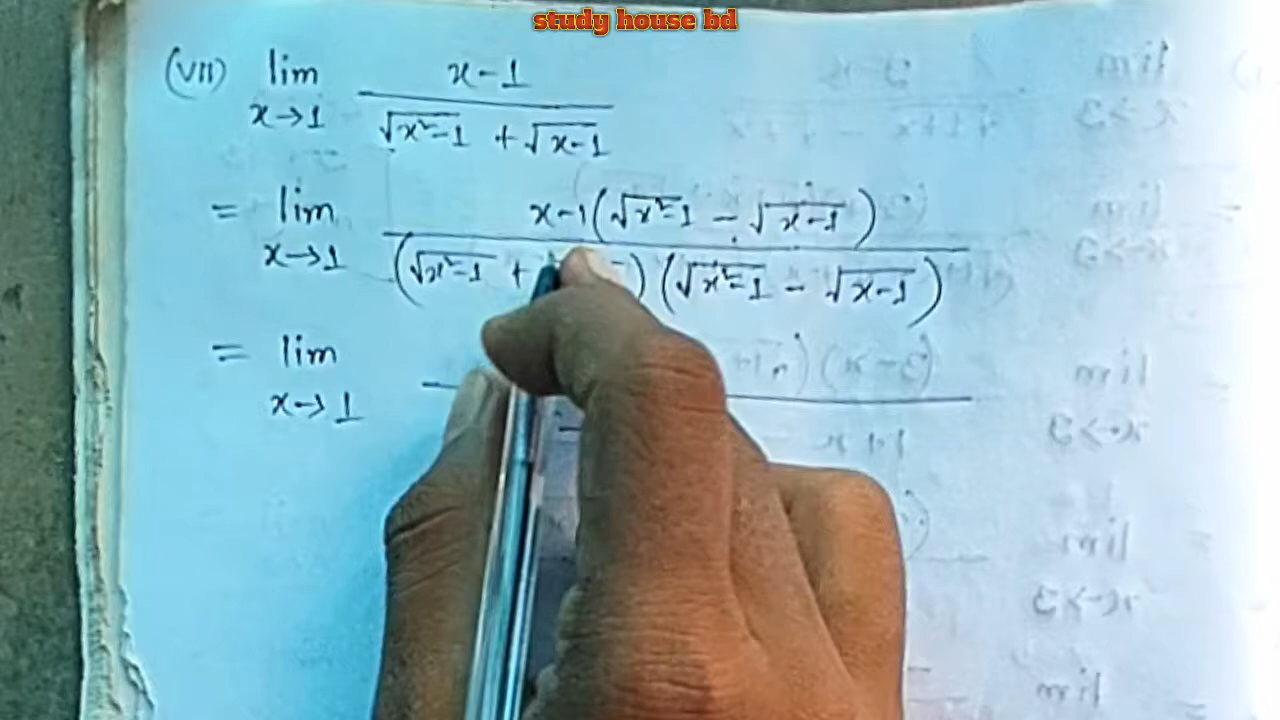 study house bd
(VII) lim x→1 x-1 / √x²-1 + √x-1
= lim x→1 x-1(√x²-1 - √x-1) / (√x²-1 + ) (√x²-1 - √x-1)
= lim x→1